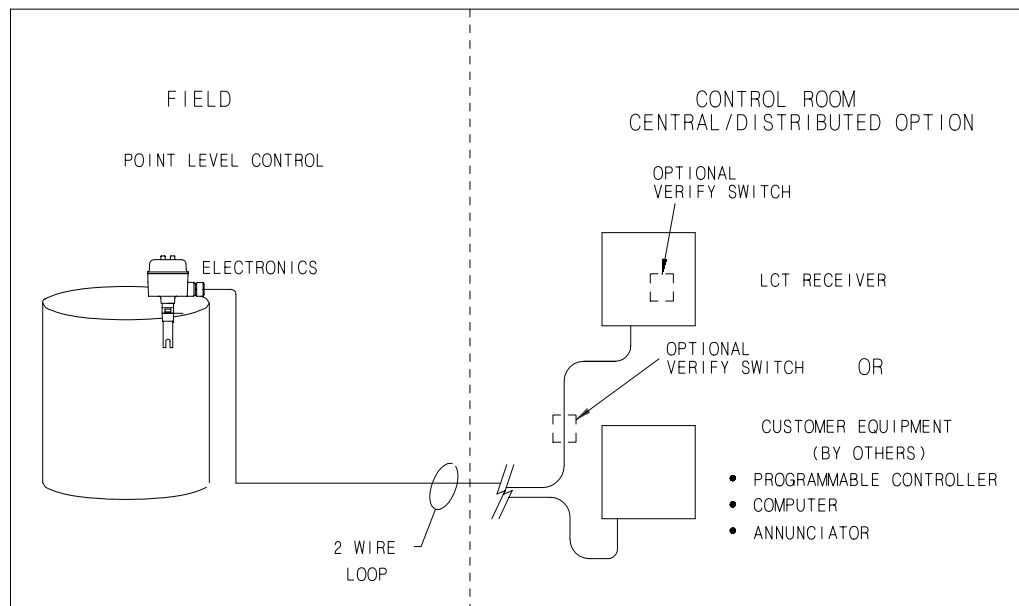 FIELD
POINT LEVEL CONTROL
ELECTRONICS
2 WIRE
LOOP
CONTROL ROOM
CENTRAL/DISTRIBUTED OPTION
OPTIONAL
VERIFY SWITCH
LCT RECEIVER
OPTIONAL
VERIFY SWITCH
OR
CUSTOMER EQUIPMENT
(BY OTHERS)
• PROGRAMMABLE CONTROLLER
• COMPUTER
• ANNUNCIATOR